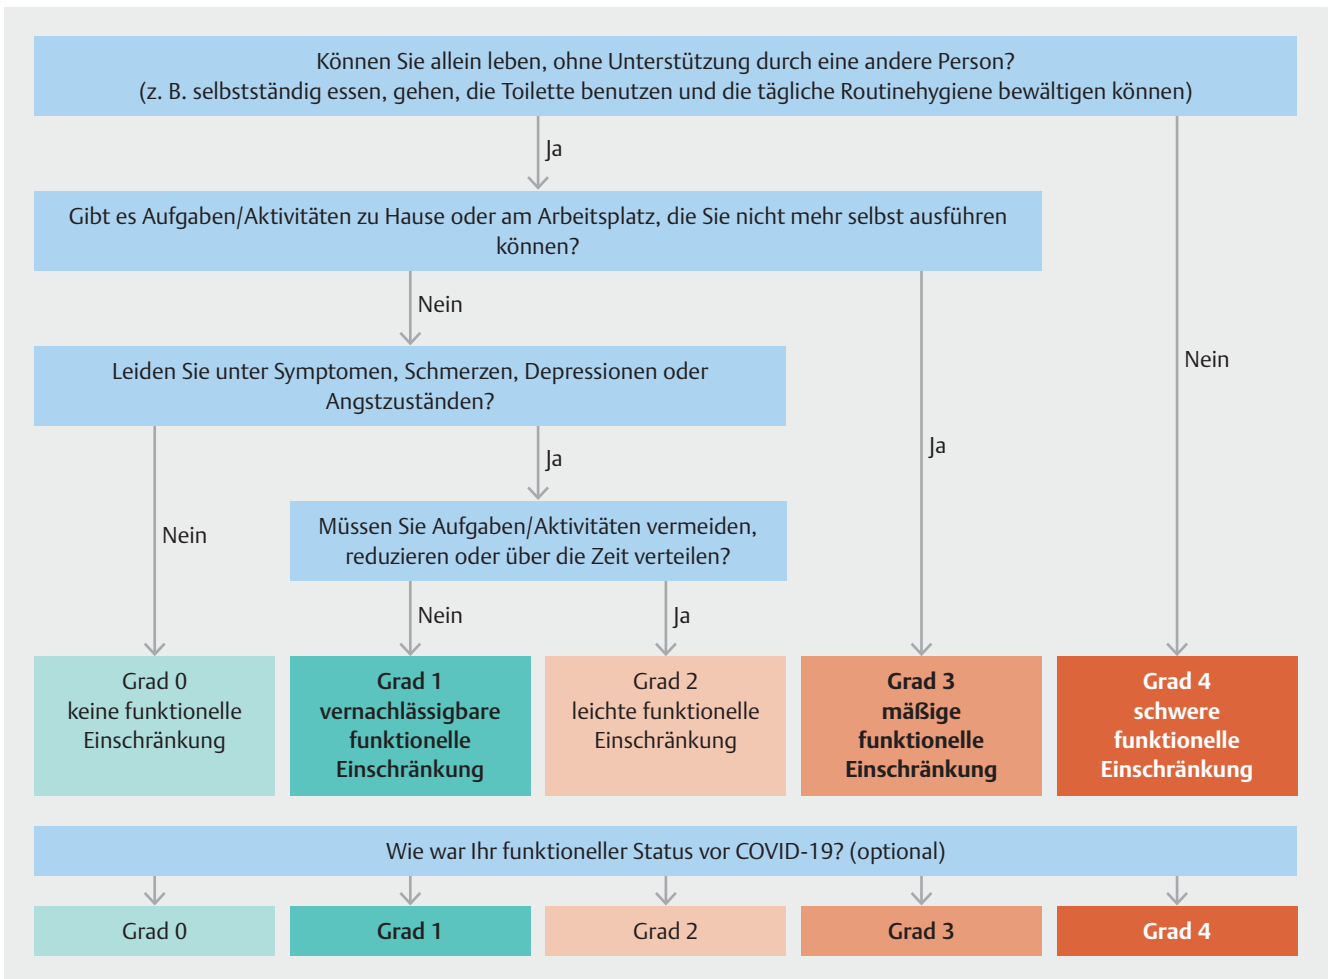 Können Sie allein leben, ohne Unterstützung durch eine andere Person?
(z. B. selbstständig essen, gehen, die Toilette benutzen und die tägliche Routinehygiene bewältigen können)
Ja
Nein
Gibt es Aufgaben/Aktivitäten zu Hause oder am Arbeitsplatz, die Sie nicht mehr selbst ausführen
können?
Nein
Ja
Leiden Sie unter Symptomen, Schmerzen, Depressionen oder
Angstzuständen?
Nein
Ja
Müssen Sie Aufgaben/Aktivitäten vermeiden,
reduzieren oder über die Zeit verteilen?
Nein
Ja
Grad 0
keine funktionelle
Einschränkung
Grad 1
vernachlässigbare
funktionelle
Einschränkung
Grad 2
leichte funktionelle
Einschränkung
Grad 3
mäßige
funktionelle
Einschränkung
Grad 4
schwere
funktionelle
Einschränkung
Wie war Ihr funktioneller Status vor COVID-19? (optional)
Grad 0
Grad 1
Grad 2
Grad 3
Grad 4